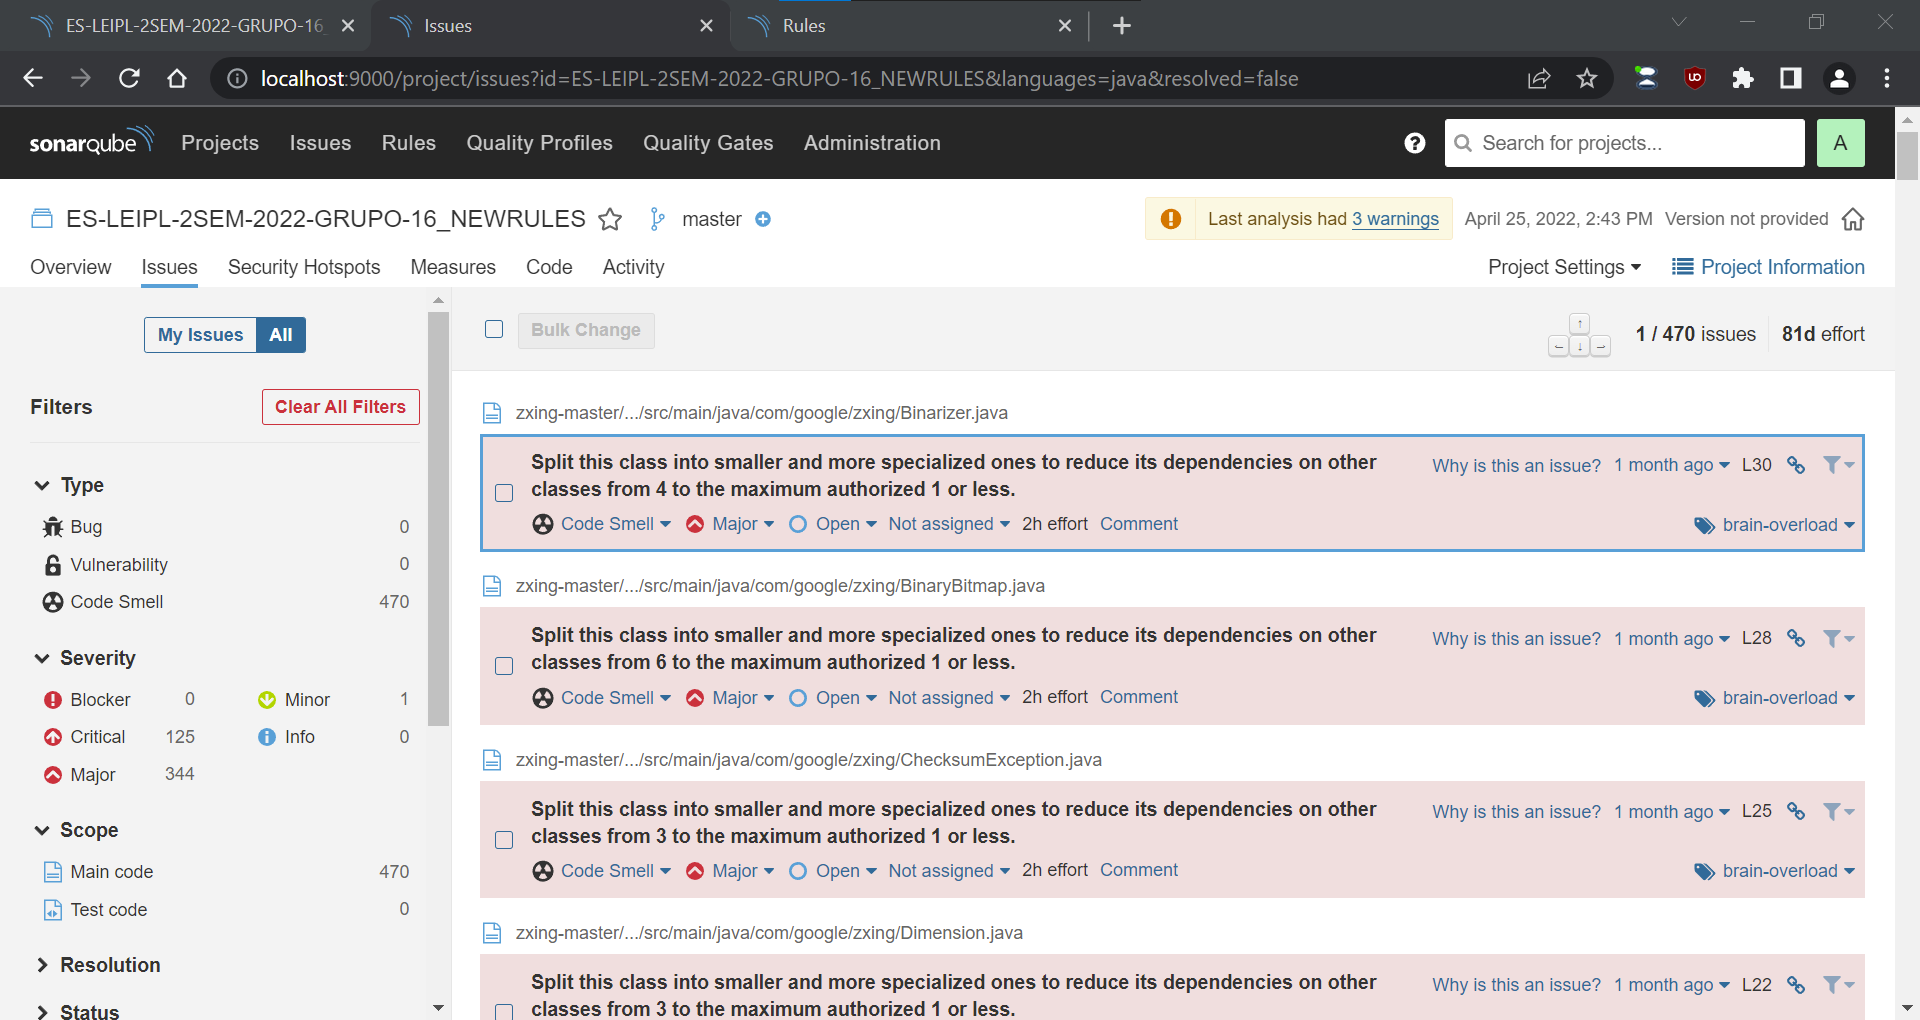 ES-LEIPL-2SEM-2022-GRUPO-16_
Issues
Rules
localhost:9000/project/issues?id=ES-LEIPL-2SEM-2022-GRUPO-16_NEWRULES&languages=java&resolved=false
sonarqube Projects Issues Rules Quality Profiles Quality Gates Administration ? Search for projects... A
ES-LEIPL-2SEM-2022-GRUPO-16_NEWRULES master Last analysis had 3 warnings April 25, 2022, 2:43 PM Version not provided
Overview Issues Security Hotspots Measures Code Activity Project Settings Project Information
My Issues All
Bulk Change
1 / 470 issues 81d effort
Filters Clear All Filters
Type
Bug 0
Vulnerability 0
Code Smell 470
Severity
Blocker 0 Minor 1
Critical 125 Info 0
Major 344
Scope
Main code 470
Test code 0
Resolution
Status
zxing-master/.../src/main/java/com/google/zxing/Binarizer.java
Split this class into smaller and more specialized ones to reduce its dependencies on other
classes from 4 to the maximum authorized 1 or less.
Why is this an issue? 1 month ago L30
Code Smell Major Open Not assigned 2h effort Comment brain-overload
zxing-master/.../src/main/java/com/google/zxing/BinaryBitmap.java
Split this class into smaller and more specialized ones to reduce its dependencies on other
classes from 6 to the maximum authorized 1 or less.
Why is this an issue? 1 month ago L28
Code Smell Major Open Not assigned 2h effort Comment brain-overload
zxing-master/.../src/main/java/com/google/zxing/ChecksumException.java
Split this class into smaller and more specialized ones to reduce its dependencies on other
classes from 3 to the maximum authorized 1 or less.
Why is this an issue? 1 month ago L25
Code Smell Major Open Not assigned 2h effort Comment brain-overload
zxing-master/.../src/main/java/com/google/zxing/Dimension.java
Split this class into smaller and more specialized ones to reduce its dependencies on other
classes from 3 to the maximum authorized 1 or less.
Why is this an issue? 1 month ago L22